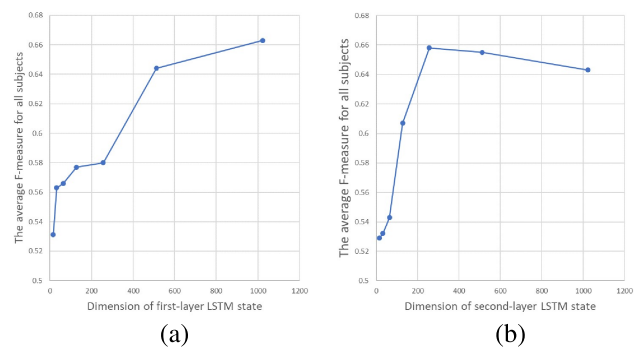 0.68
0.66
0.64
0.62
0.6
0.58
0.56
0.54
0.52
0.5
0 200 400 600 800 1000 1200
The average F-measure for all subjects
Dimension of first-layer LSTM state
(a)
0.68
0.66
0.64
0.62
0.6
0.58
0.56
0.54
0.52
0.5
0 200 400 600 800 1000 1200
The average F-measure for all subjects
Dimension of second-layer LSTM state
(b)